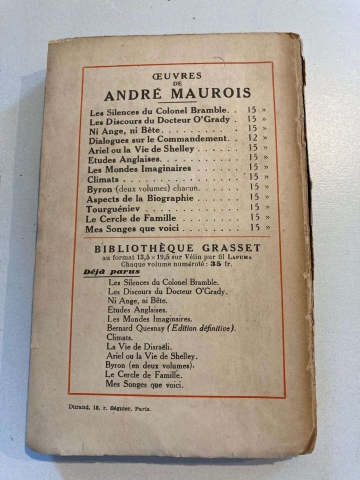 ŒUVRES
DE
ANDRÉ MAUROIS
Les Silences du Colonel Bramble. . 15 »
Les Discours du Docteur O'Grady. 15 »
Ni Ange, ni Bête. . . . . . . . . . . 15 »
Dialogues sur le Commandement. . 12 »
Ariel ou la Vie de Shelley. . . . . . 15 »
Etudes Anglaises. . . . . . . . . . . 15 »
Les Mondes Imaginaires . . . . . . 15 »
Climats . . . . . . . . . . . . . . . 15 »
Byron (deux volumes) chacun. . . . 15 »
Aspects de la Biographie . . . . . . 15 »
Tourguéniev . . . . . . . . . . . . . 15 »
Le Cercle de Famille . . . . . . . . 15 »
Mes Songes que voici. . . . . . . . 15 »
BIBLIOTHÈQUE GRASSET
au format 13,5 × 19,5 sur Vélin pur fil LAFUMA
Chaque volume numéroté : 35 fr.
Déjà parus
Les Silences du Colonel Bramble.
Les Discours du Docteur O'Grady.
Ni Ange, ni Bête.
Etudes Anglaises.
Les Mondes Imaginaires.
Bernard Quesnay (Edition définitive).
Climats.
La Vie de Disraëli.
Ariel ou la Vie de Shelley.
Byron (en deux volumes).
Le Cercle de Famille.
Mes Songes que voici.
Durand, 18, r. Séguier, Paris.